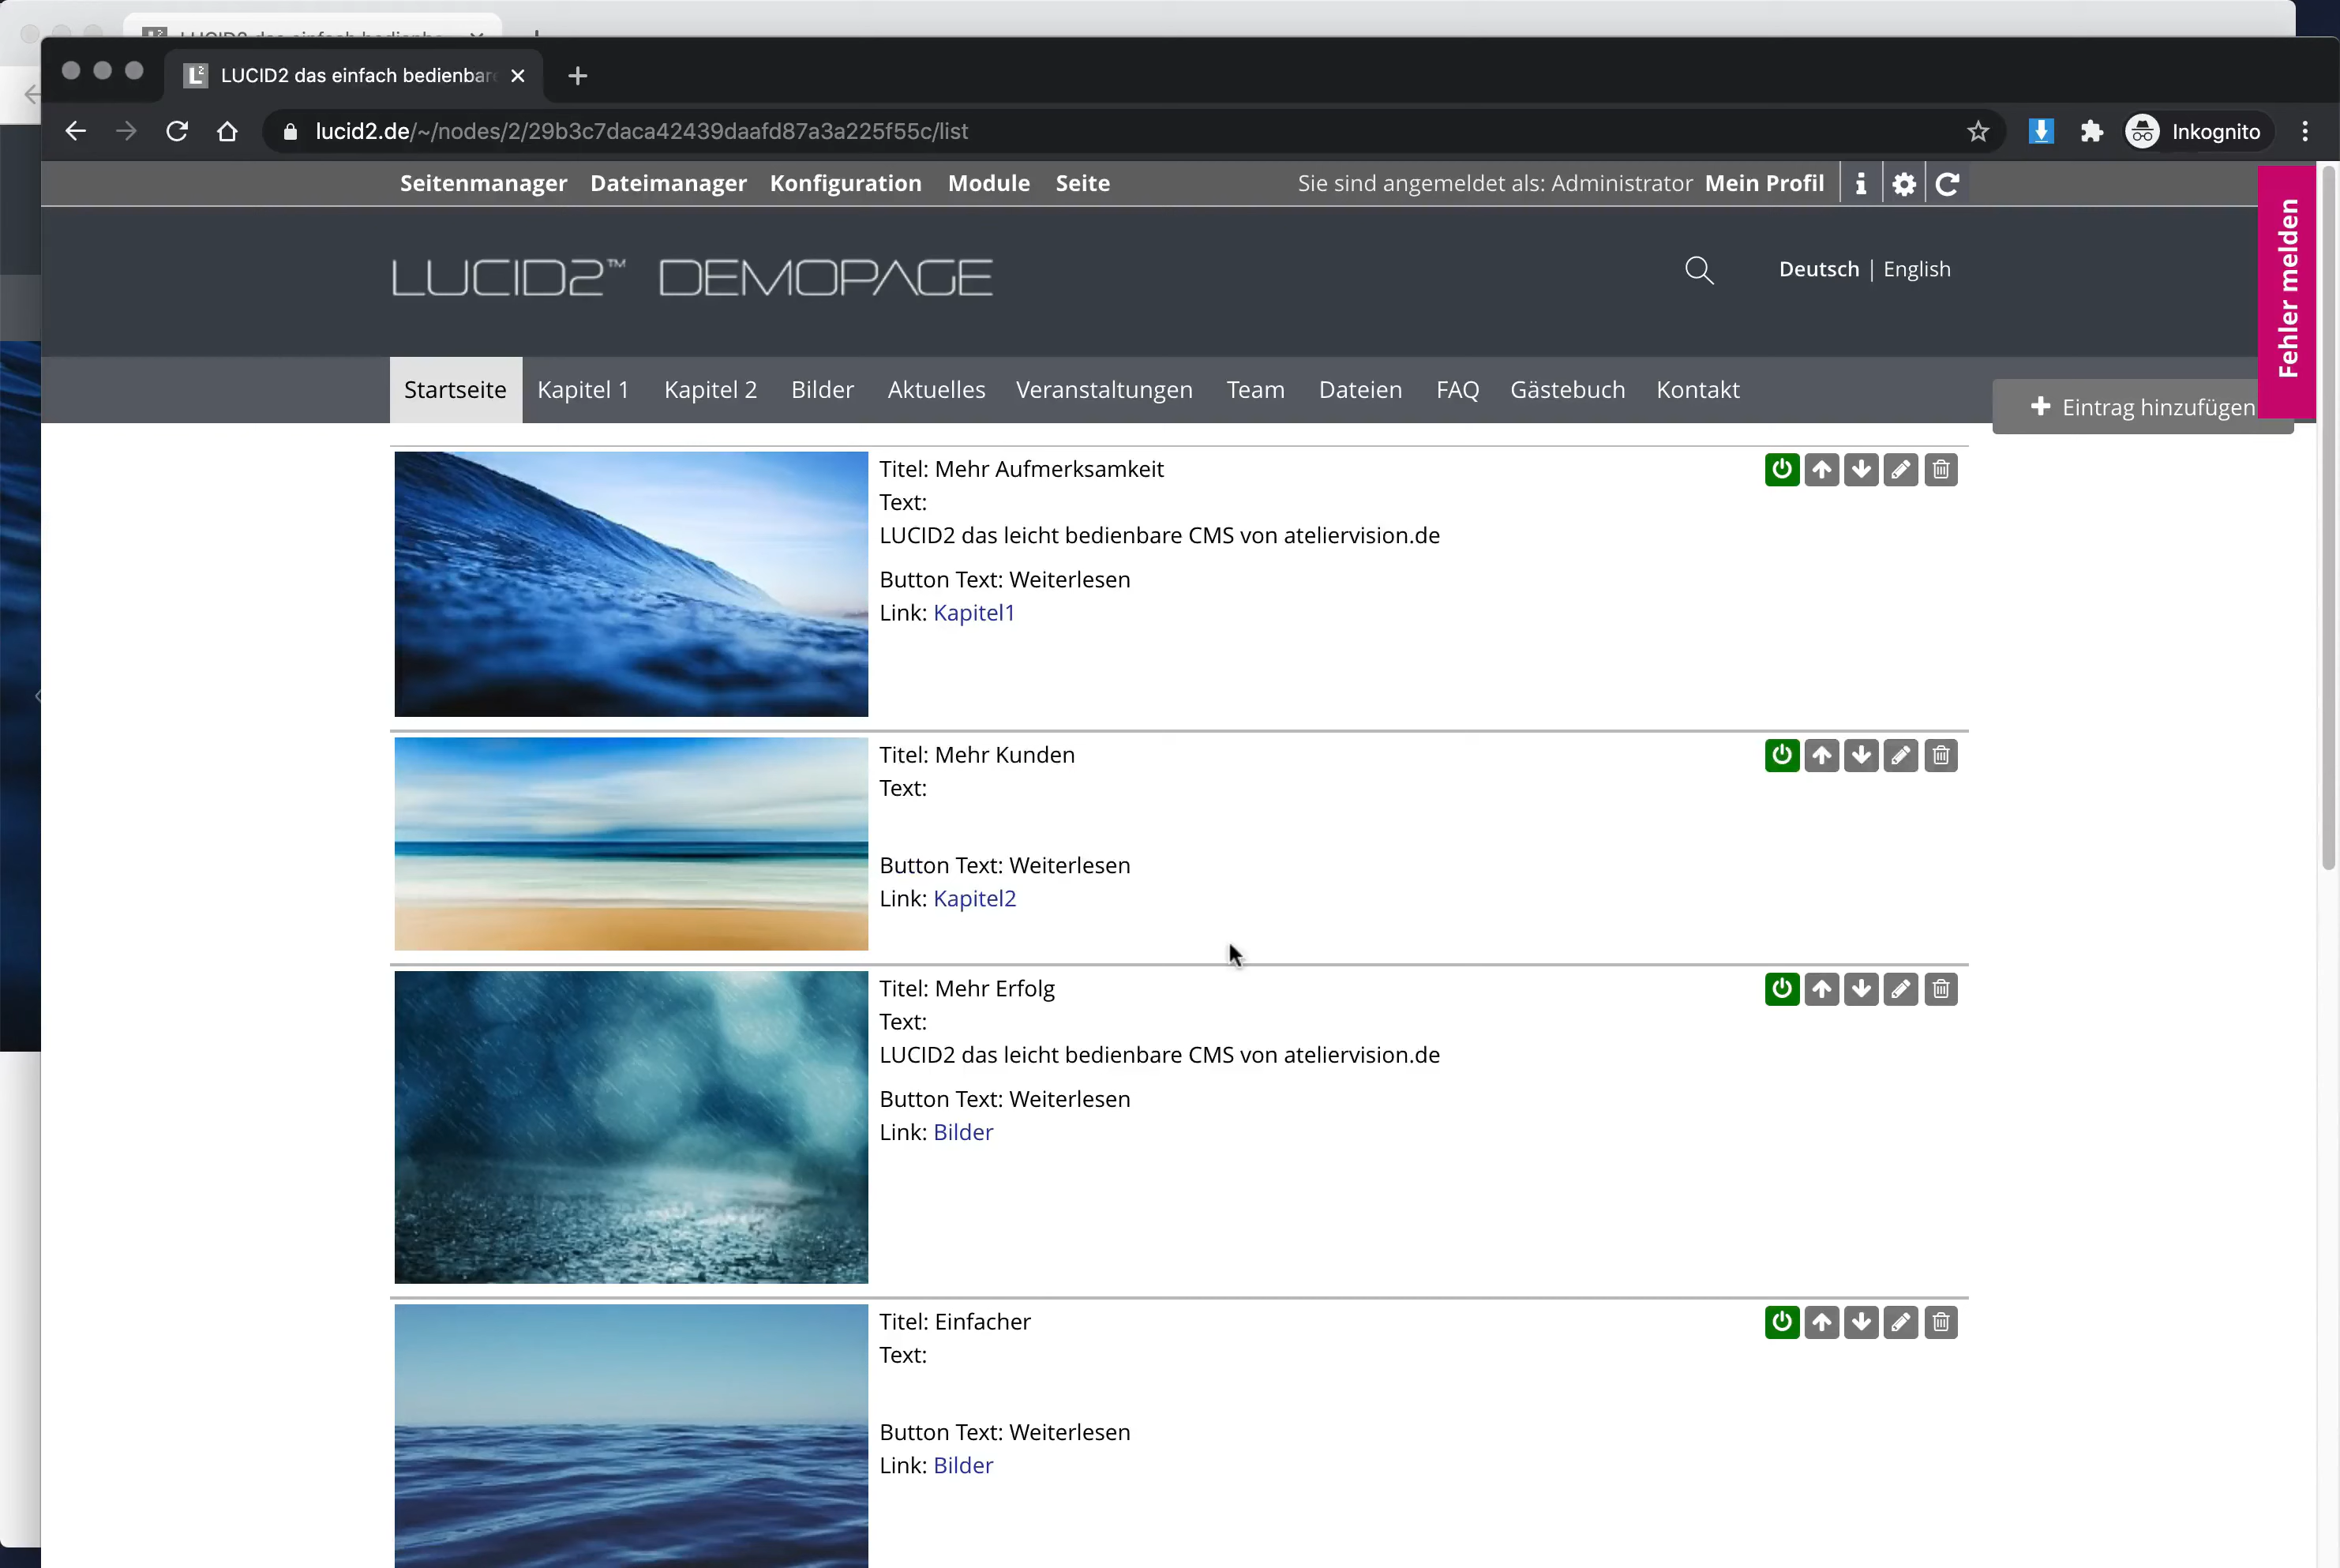 LUCID2 das einfach bedienbar
lucid2.de/~/nodes/2/29b3c7daca42439daafd87a3a225f55c/list
Inkognito
Seitenmanager Dateimanager Konfiguration Module Seite
Sie sind angemeldet als: Administrator Mein Profil
Fehler melden
LUCID2™ DEMOPAGE
Deutsch | English
Startseite Kapitel 1 Kapitel 2 Bilder Aktuelles Veranstaltungen Team Dateien FAQ Gästebuch Kontakt
Eintrag hinzufügen
Titel: Mehr Aufmerksamkeit
Text:
LUCID2 das leicht bedienbare CMS von ateliervision.de
Button Text: Weiterlesen
Link: Kapitel1
Titel: Mehr Kunden
Text:
Button Text: Weiterlesen
Link: Kapitel2
Titel: Mehr Erfolg
Text:
LUCID2 das leicht bedienbare CMS von ateliervision.de
Button Text: Weiterlesen
Link: Bilder
Titel: Einfacher
Text:
Button Text: Weiterlesen
Link: Bilder